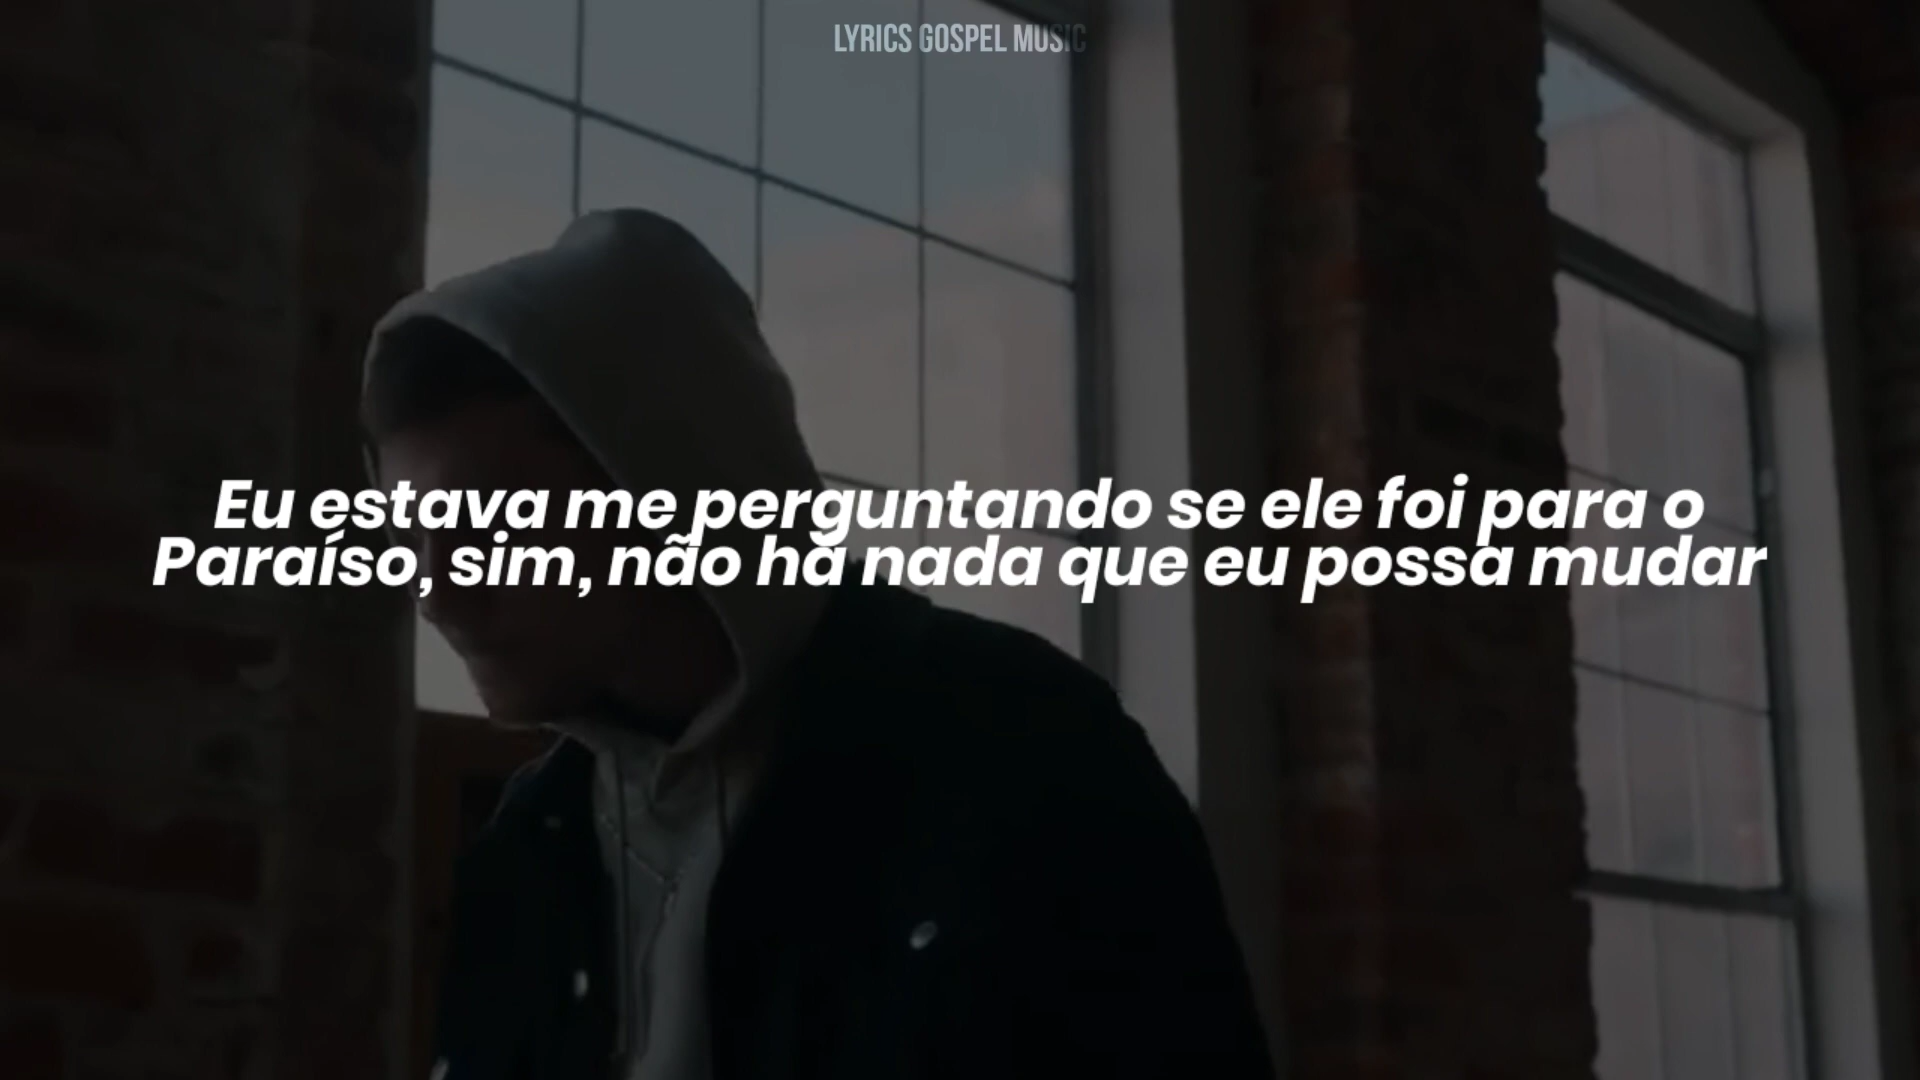 LYRICS GOSPEL MUSIC
Eu estava me perguntando se ele foi para o
Paraíso, sim, não há nada que eu possa mudar